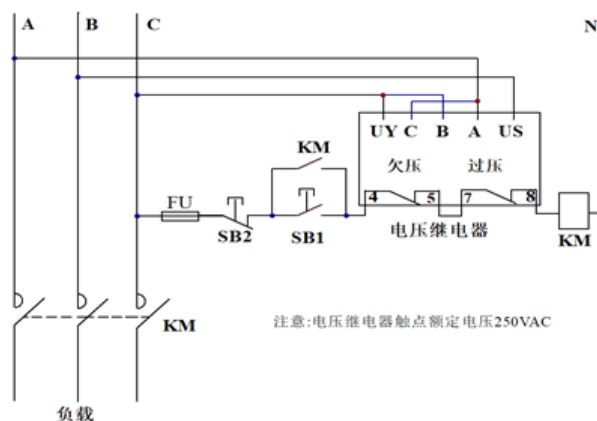 A B C N
UY C B A US
欠压 过压
KM
4 5 7 8
FU
SB2 SB1 电压继电器 KM
KM
注意:电压继电器触点额定电压250VAC
负载